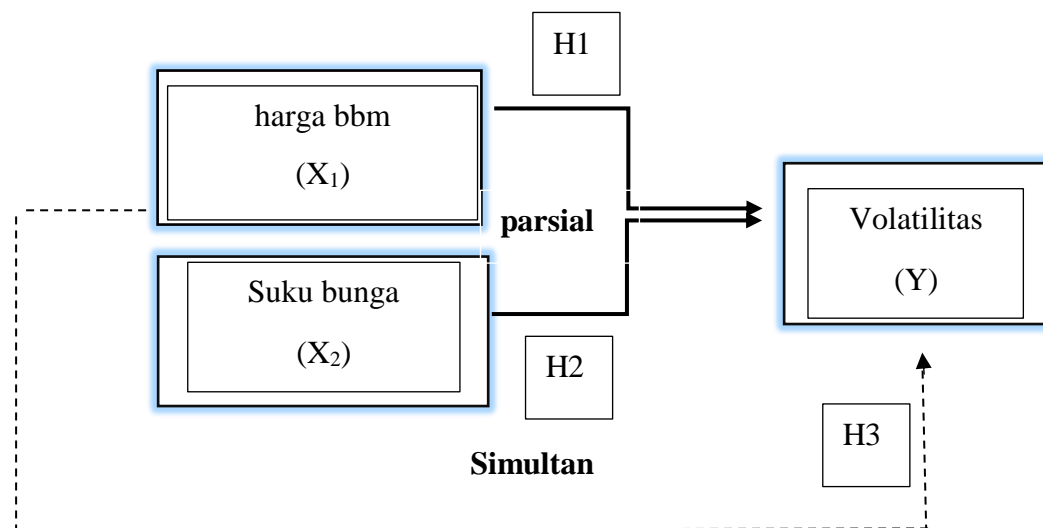 H1
harga bbm
(X₁)
parsial
Volatilitas
(Y)
Suku bunga
(X₂)
H2
H3
Simultan